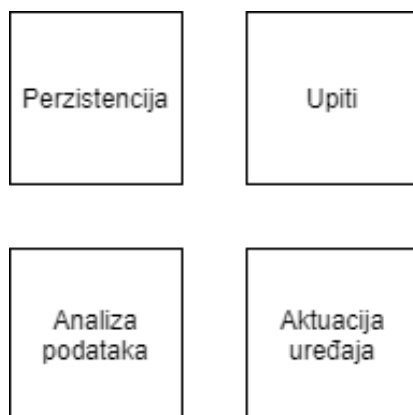 Perzistencija
Upiti
Analiza
podataka
Aktuacija
uređaja